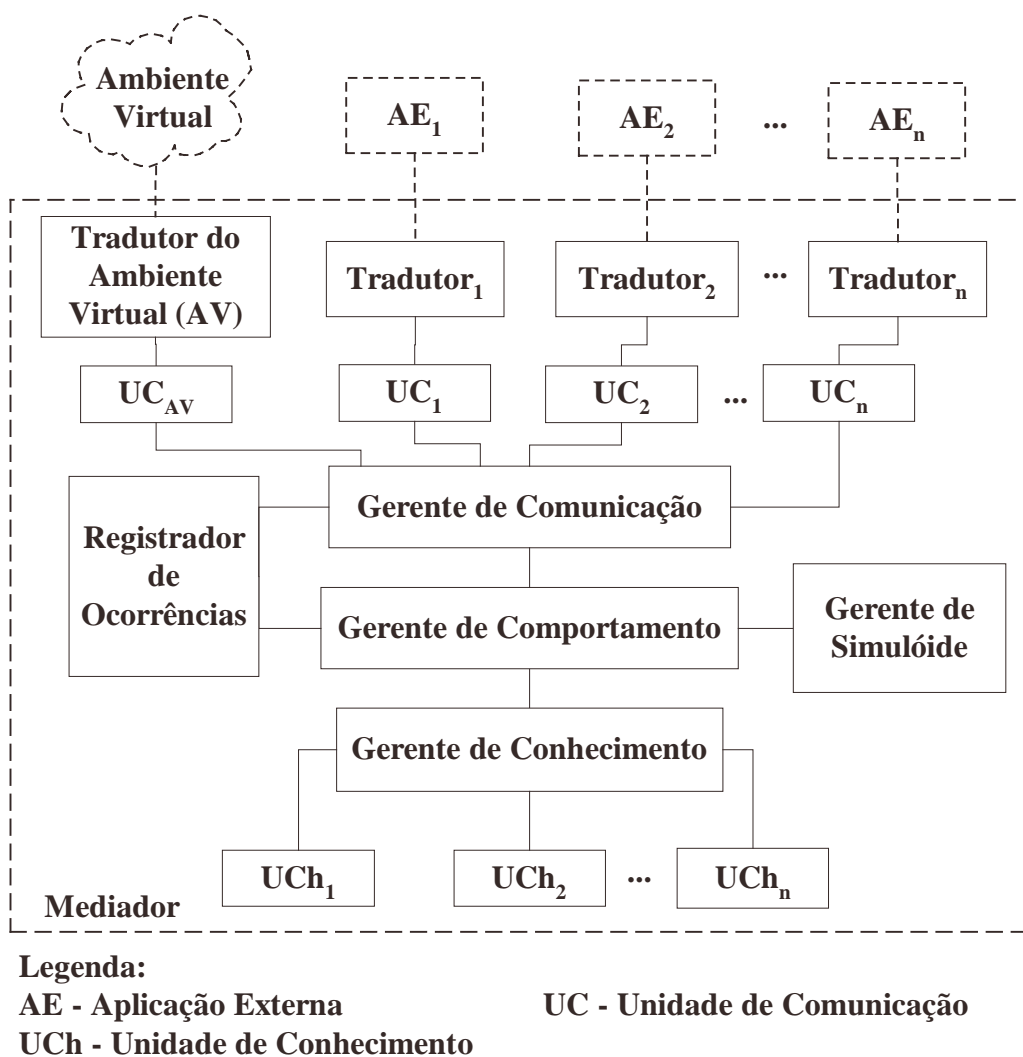 Ambiente
Virtual
AE1
AE2
...
AEn
Tradutor do
Ambiente
Virtual (AV)
Tradutor1
Tradutor2
...
Tradutorn
UCAV
UC1
UC2
...
UCn
Gerente de Comunicação
Registrador
de
Ocorrências
Gerente de Comportamento
Gerente de
Simulóide
Gerente de Conhecimento
UCh1
UCh2
...
UChn
Mediador
Legenda:
AE - Aplicação Externa UC - Unidade de Comunicação
UCh - Unidade de Conhecimento